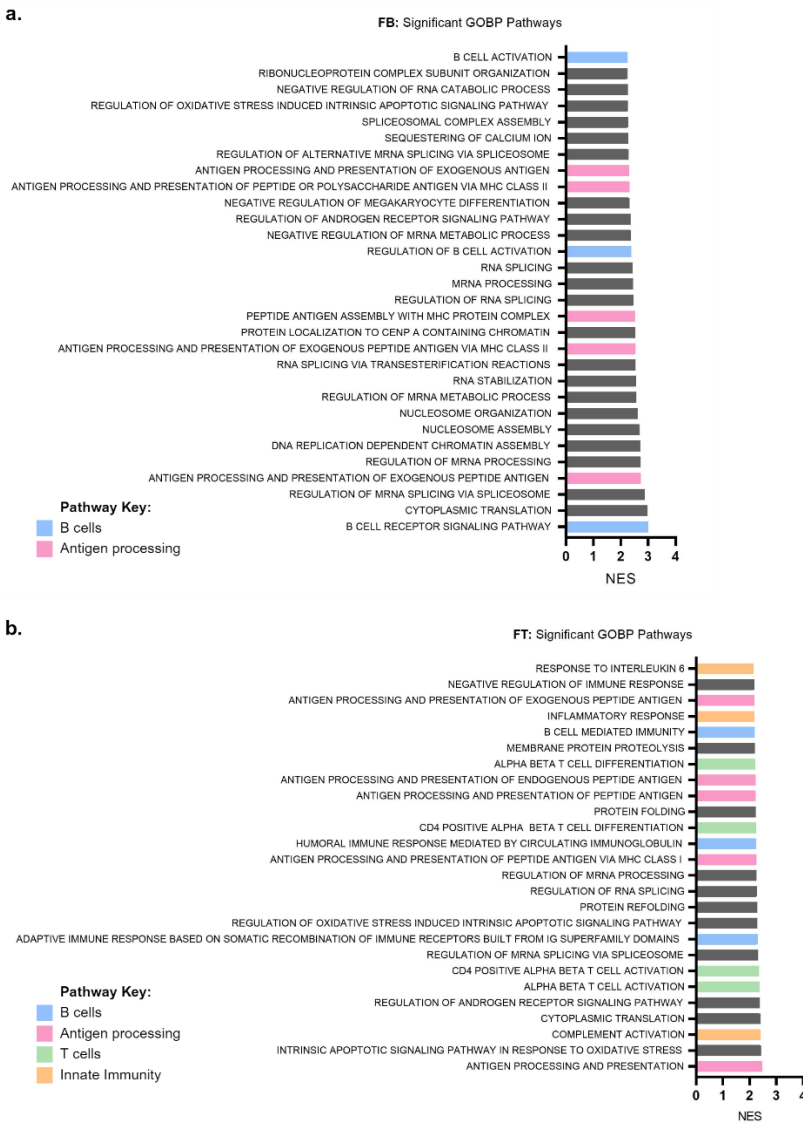 a.
FB: Significant GOBP Pathways
B CELL ACTIVATION
RIBONUCLEOPROTEIN COMPLEX SUBUNIT ORGANIZATION
NEGATIVE REGULATION OF RNA CATABOLIC PROCESS
REGULATION OF OXIDATIVE STRESS INDUCED INTRINSIC APOPTOTIC SIGNALING PATHWAY
SPLICEOSOMAL COMPLEX ASSEMBLY
SEQUESTERING OF CALCIUM ION
REGULATION OF ALTERNATIVE MRNA SPLICING VIA SPLICEOSOME
ANTIGEN PROCESSING AND PRESENTATION OF EXOGENOUS ANTIGEN
ANTIGEN PROCESSING AND PRESENTATION OF PEPTIDE OR POLYSACCHARIDE ANTIGEN VIA MHC CLASS II
NEGATIVE REGULATION OF MEGAKARYOCYTE DIFFERENTIATION
REGULATION OF ANDROGEN RECEPTOR SIGNALING PATHWAY
NEGATIVE REGULATION OF MRNA METABOLIC PROCESS
REGULATION OF B CELL ACTIVATION
RNA SPLICING
MRNA PROCESSING
REGULATION OF RNA SPLICING
PEPTIDE ANTIGEN ASSEMBLY WITH MHC PROTEIN COMPLEX
PROTEIN LOCALIZATION TO CENP A CONTAINING CHROMATIN
ANTIGEN PROCESSING AND PRESENTATION OF EXOGENOUS PEPTIDE ANTIGEN VIA MHC CLASS II
RNA SPLICING VIA TRANSESTERIFICATION REACTIONS
RNA STABILIZATION
REGULATION OF MRNA METABOLIC PROCESS
NUCLEOSOME ORGANIZATION
NUCLEOSOME ASSEMBLY
DNA REPLICATION DEPENDENT CHROMATIN ASSEMBLY
REGULATION OF MRNA PROCESSING
ANTIGEN PROCESSING AND PRESENTATION OF EXOGENOUS PEPTIDE ANTIGEN
REGULATION OF MRNA SPLICING VIA SPLICEOSOME
CYTOPLASMIC TRANSLATION
B CELL RECEPTOR SIGNALING PATHWAY
0 1 2 3 4
NES
Pathway Key:
B cells
Antigen processing
b.
FT: Significant GOBP Pathways
RESPONSE TO INTERLEUKIN 6
NEGATIVE REGULATION OF IMMUNE RESPONSE
ANTIGEN PROCESSING AND PRESENTATION OF EXOGENOUS PEPTIDE ANTIGEN
INFLAMMATORY RESPONSE
B CELL MEDIATED IMMUNITY
MEMBRANE PROTEIN PROTEOLYSIS
ALPHA BETA T CELL DIFFERENTIATION
ANTIGEN PROCESSING AND PRESENTATION OF ENDOGENOUS PEPTIDE ANTIGEN
ANTIGEN PROCESSING AND PRESENTATION OF PEPTIDE ANTIGEN
PROTEIN FOLDING
CD4 POSITIVE ALPHA BETA T CELL DIFFERENTIATION
HUMORAL IMMUNE RESPONSE MEDIATED BY CIRCULATING IMMUNOGLOBULIN
ANTIGEN PROCESSING AND PRESENTATION OF PEPTIDE ANTIGEN VIA MHC CLASS I
REGULATION OF MRNA PROCESSING
REGULATION OF RNA SPLICING
PROTEIN REFOLDING
REGULATION OF OXIDATIVE STRESS INDUCED INTRINSIC APOPTOTIC SIGNALING PATHWAY
ADAPTIVE IMMUNE RESPONSE BASED ON SOMATIC RECOMBINATION OF IMMUNE RECEPTORS BUILT FROM IG SUPERFAMILY DOMAINS
REGULATION OF MRNA SPLICING VIA SPLICEOSOME
CD4 POSITIVE ALPHA BETA T CELL ACTIVATION
ALPHA BETA T CELL ACTIVATION
REGULATION OF ANDROGEN RECEPTOR SIGNALING PATHWAY
CYTOPLASMIC TRANSLATION
COMPLEMENT ACTIVATION
INTRINSIC APOPTOTIC SIGNALING PATHWAY IN RESPONSE TO OXIDATIVE STRESS
ANTIGEN PROCESSING AND PRESENTATION
0 1 2 3 4
NES
Pathway Key:
B cells
Antigen processing
T cells
Innate Immunity